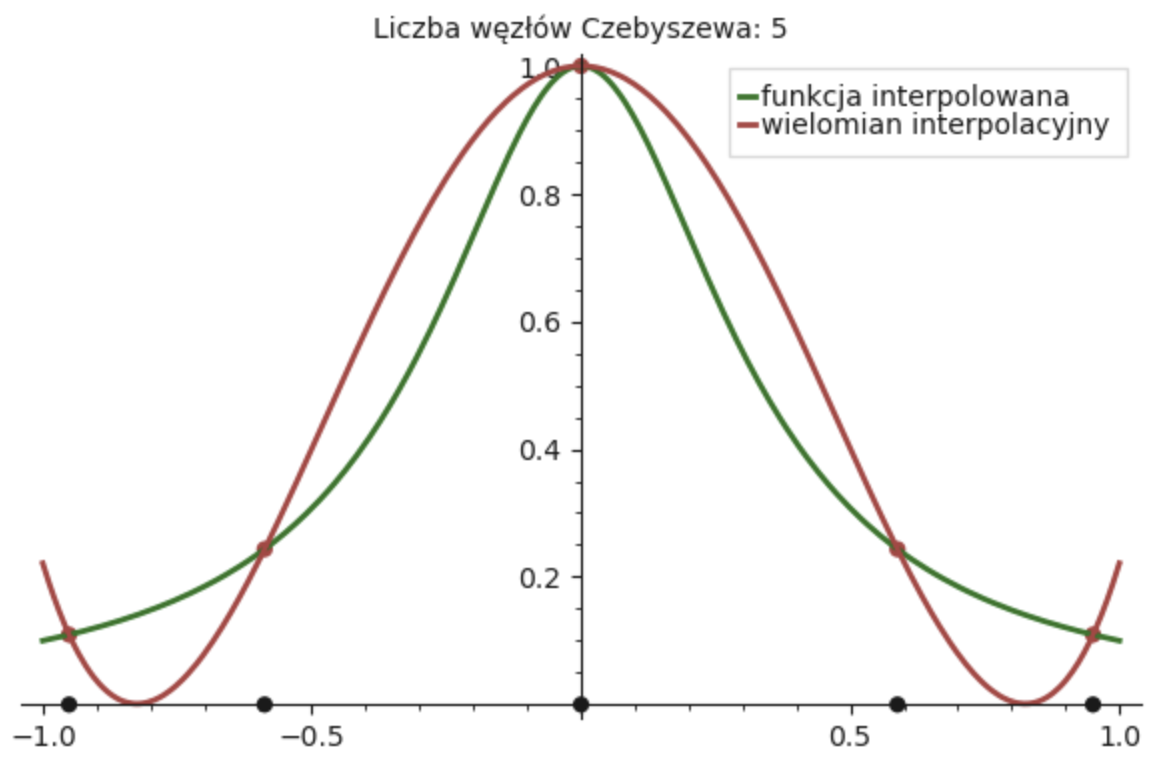 Liczba węzłów Czebyszewa: 5
1.0
funkcja interpolowana
wielomian interpolacyjny
0.8
0.6
0.4
0.2
−1.0 −0.5 0.5 1.0